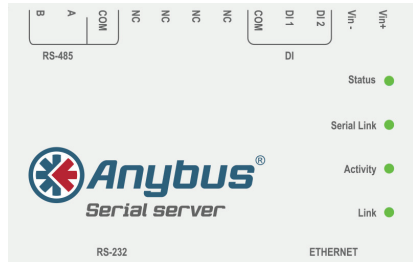 B A COM NC NC NC NC COM DI 1 DI 2 Vin - Vin+
RS-485 DI
Status
Serial Link
Anybus®
Activity
Serial server
Link
RS-232 ETHERNET